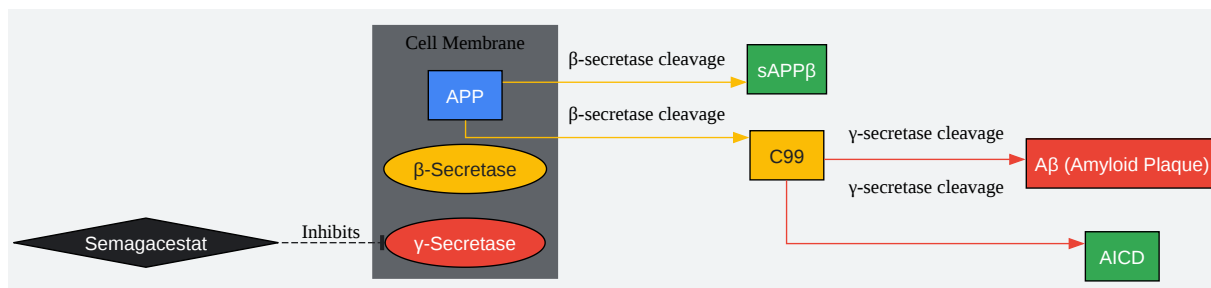 Cell Membrane
β-secretase cleavage
sAPPβ
APP
β-secretase cleavage
γ-secretase cleavage
C99
Aβ (Amyloid Plaque)
β-Secretase
γ-secretase cleavage
Inhibits
Semagacestat
γ-Secretase
AICD